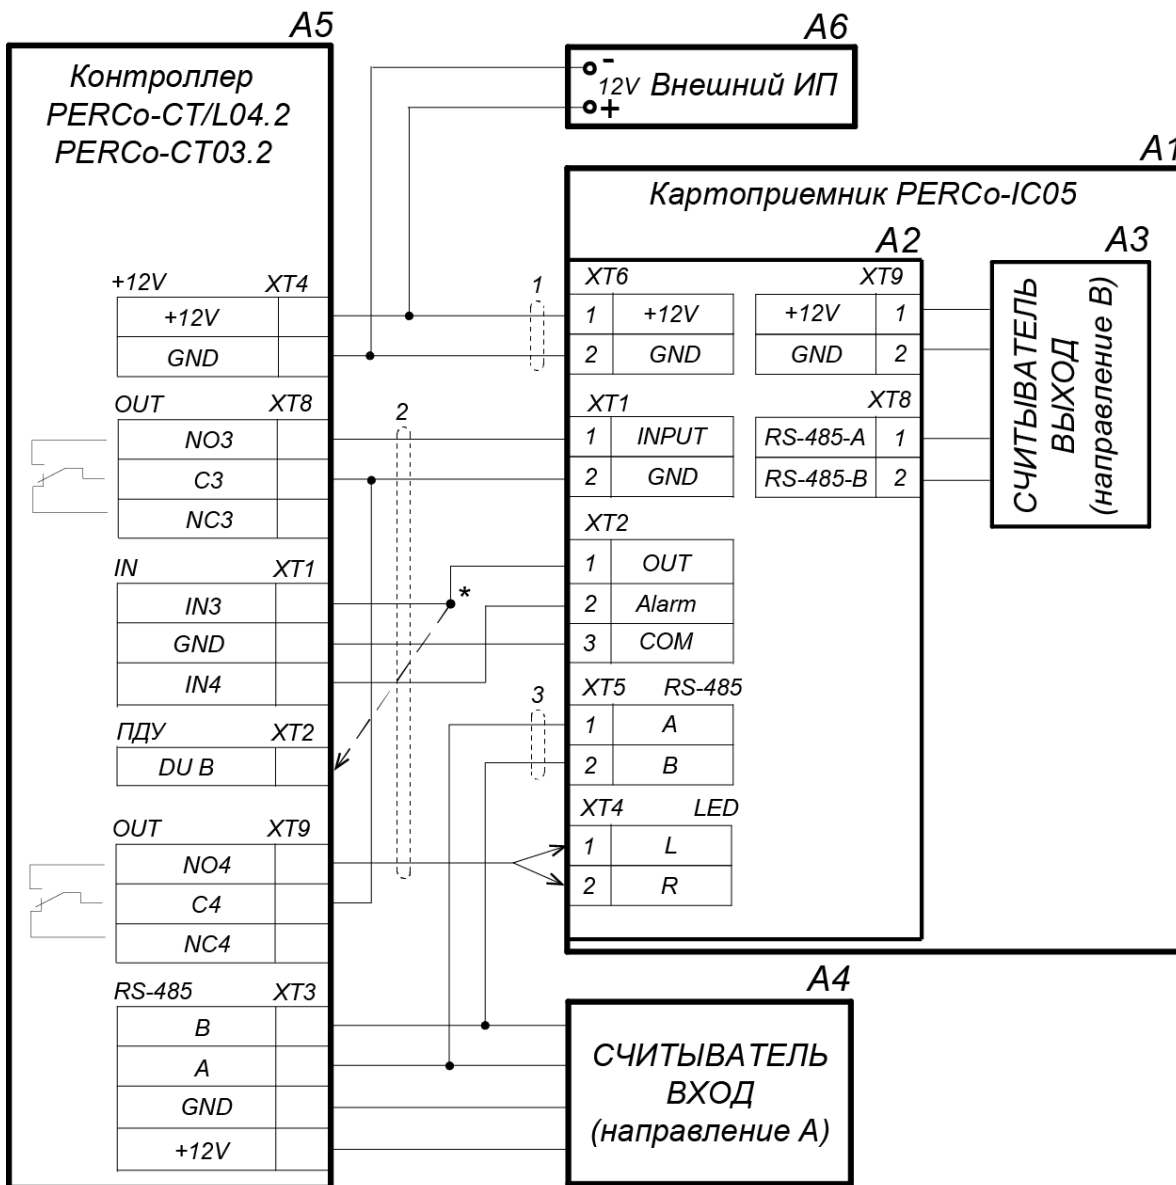 A5
Контроллер
PERCo-CT/L04.2
PERCo-CT03.2
+12V XT4
+12V
GND
OUT XT8
NO3
C3
NC3
IN XT1
IN3
GND
IN4
ПДУ XT2
DU B
OUT XT9
NO4
C4
NC4
RS-485 XT3
B
A
GND
+12V
1
2
*
3
A6
-
12V Внешний ИП
+
A1
Картоприемник PERCo-IC05
A2
XT6
1 +12V
2 GND
XT1
1 INPUT
2 GND
XT2
1 OUT
2 Alarm
3 COM
XT5 RS-485
1 A
2 B
XT4 LED
1 L
2 R
XT9
+12V 1
GND 2
XT8
RS-485-A 1
RS-485-B 2
A3
СЧИТЫВАТЕЛЬ
ВЫХОД
(направление B)
A4
СЧИТЫВАТЕЛЬ
ВХОД
(направление A)